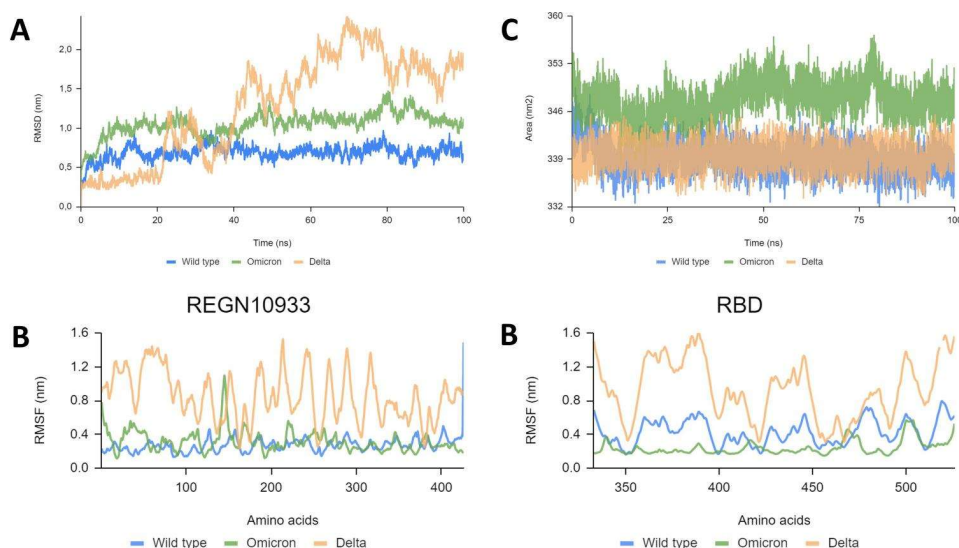 A
RMSD (nm)
2,0
1,5
1,0
0,5
0,0
0
20
40
60
80
100
Time (ns)
Wild type Omicron Delta
C
Area (nm2)
360
353
346
339
332
0
25
50
75
100
Time (ns)
Wild type Omicron Delta
B
REGN10933
RMSF (nm)
1.6
1.2
0.8
0.4
0.0
100
200
300
400
Amino acids
Wild type Omicron Delta
B
RBD
RMSF (nm)
1.6
1.2
0.8
0.4
0.0
350
400
450
500
Amino acids
Wild type Omicron Delta